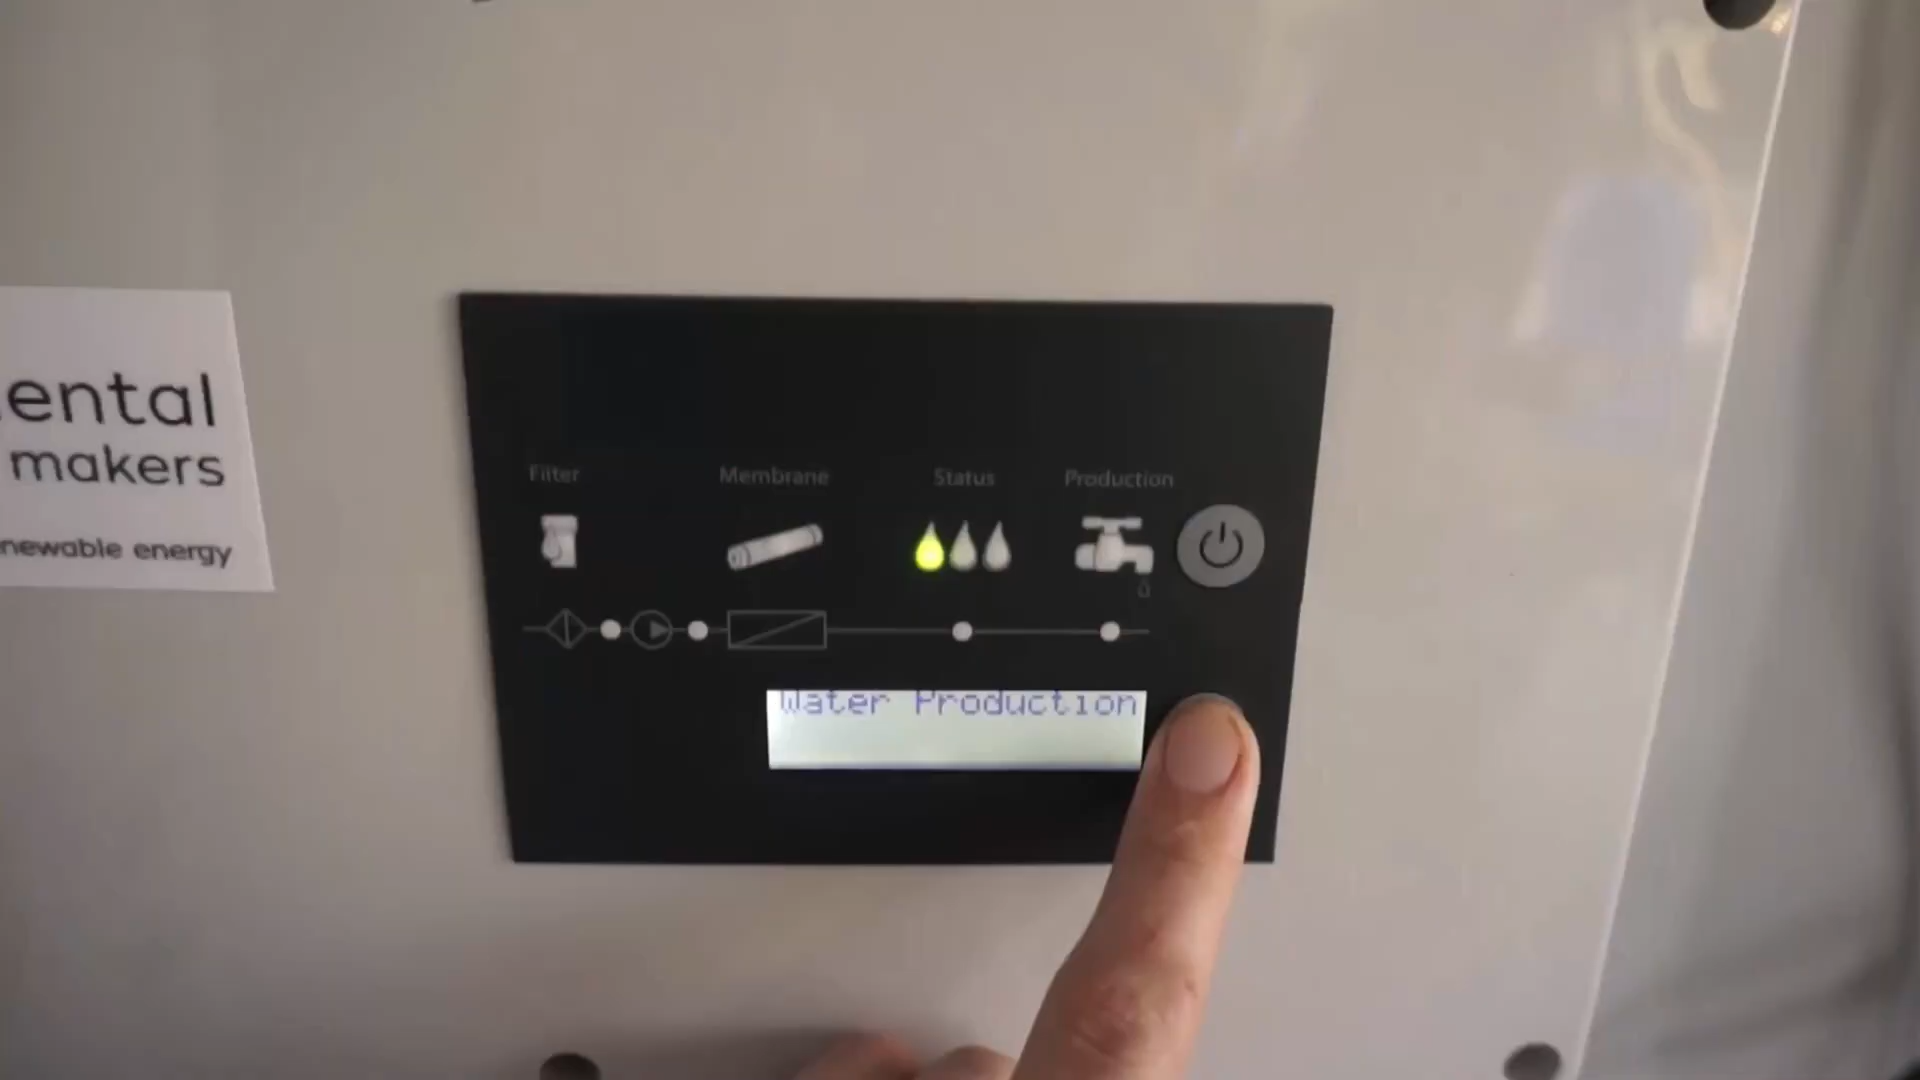 ental
makers
newable energy
Filter
Membrane
Status
Production
Water Production